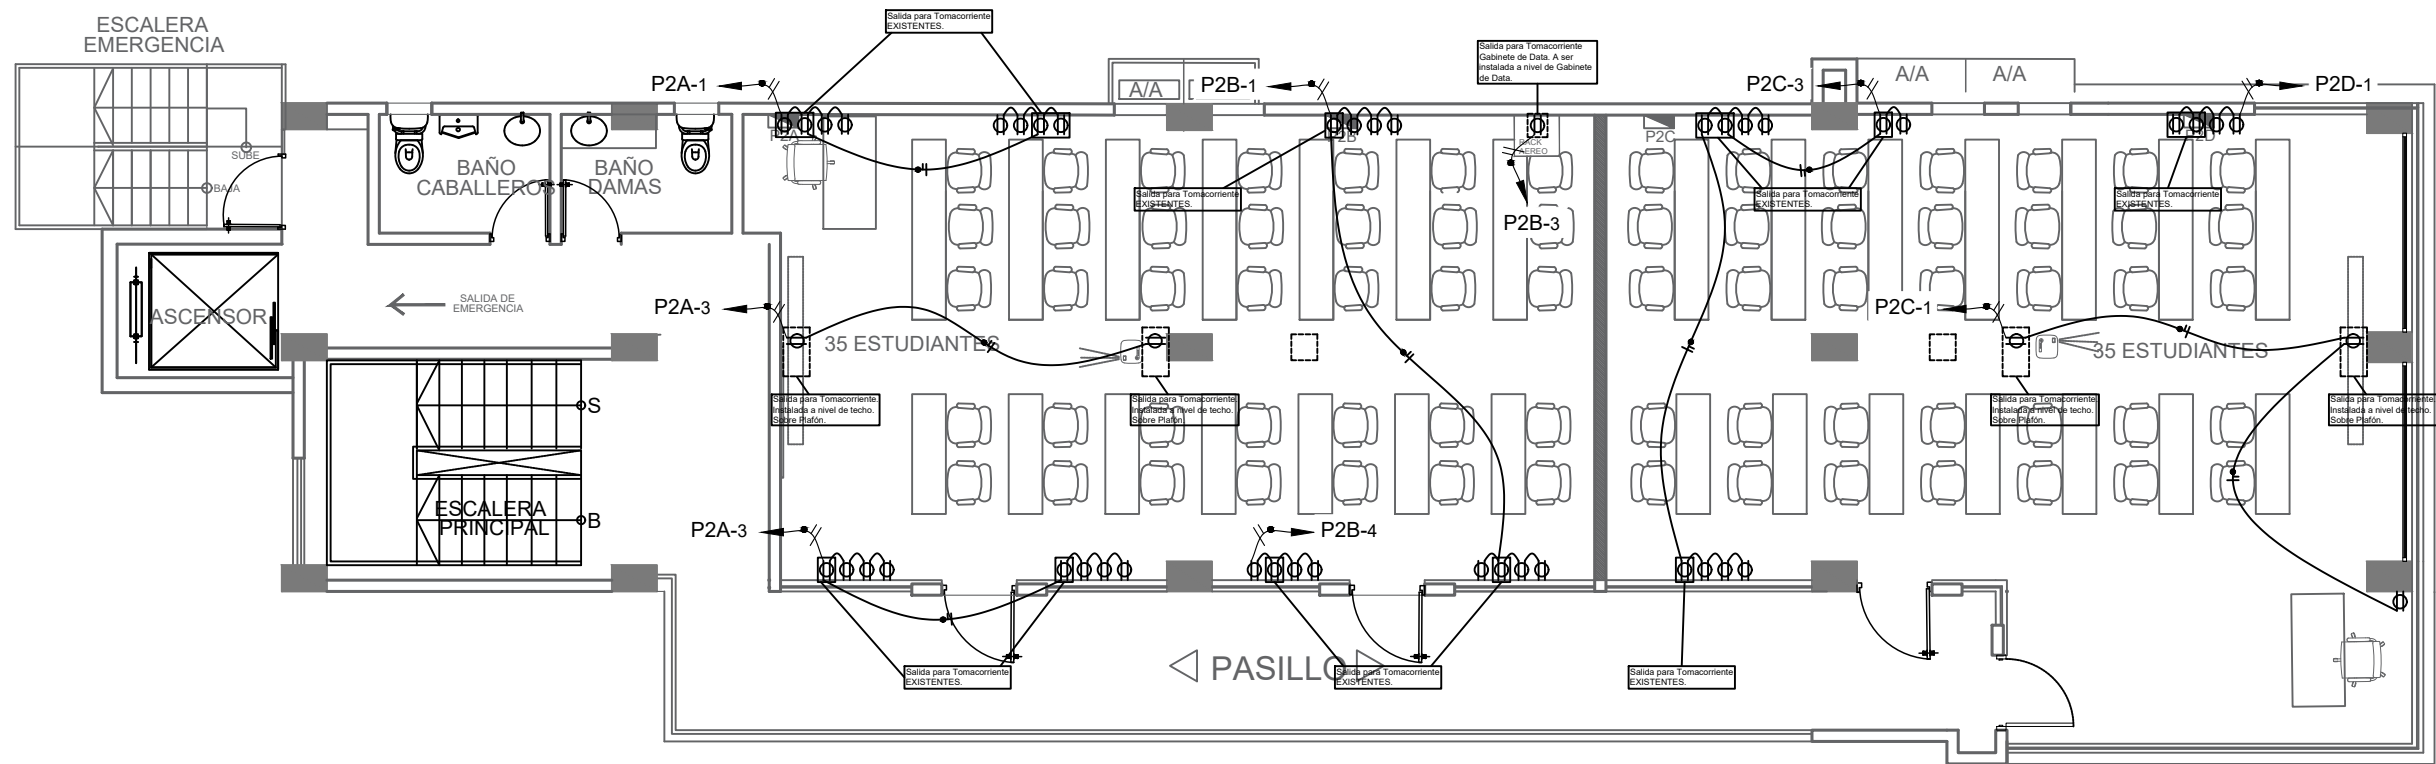 ESCALERA
EMERGENCIA
Salida para Tomacorriente
EXISTENTES.
Salida para Tomacorriente
Gabinete de Data. A ser
instalada a nivel de Gabinete
de Data.
P2A-1
A/A
P2B-1
P2C-3
A/A
A/A
P2D-1
SUBE
BAJA
BAÑO
CABALLEROS
BAÑO
DAMAS
P2A
P2B
RACK
AEREO
P2C
P2D
Salida para Tomacorriente
EXISTENTES.
Salida para Tomacorriente
EXISTENTES.
Salida para Tomacorriente
EXISTENTES.
P2B-3
ASCENSOR
SALIDA DE
EMERGENCIA
P2A-3
P2C-1
35 ESTUDIANTES
35 ESTUDIANTES
Salida para Tomacorriente.
Instalada a nivel de techo.
Sobre Plafón.
Salida para Tomacorriente.
Instalada a nivel de techo.
Sobre Plafón.
Salida para Tomacorriente.
Instalada a nivel de techo.
Sobre Plafón.
Salida para Tomacorriente.
Instalada a nivel de techo.
Sobre Plafón.
S
ESCALERA
PRINCIPAL
B
P2A-3
P2B-4
Salida para Tomacorriente
EXISTENTES.
PASILLO
Salida para Tomacorriente
EXISTENTES.
Salida para Tomacorriente
EXISTENTES.